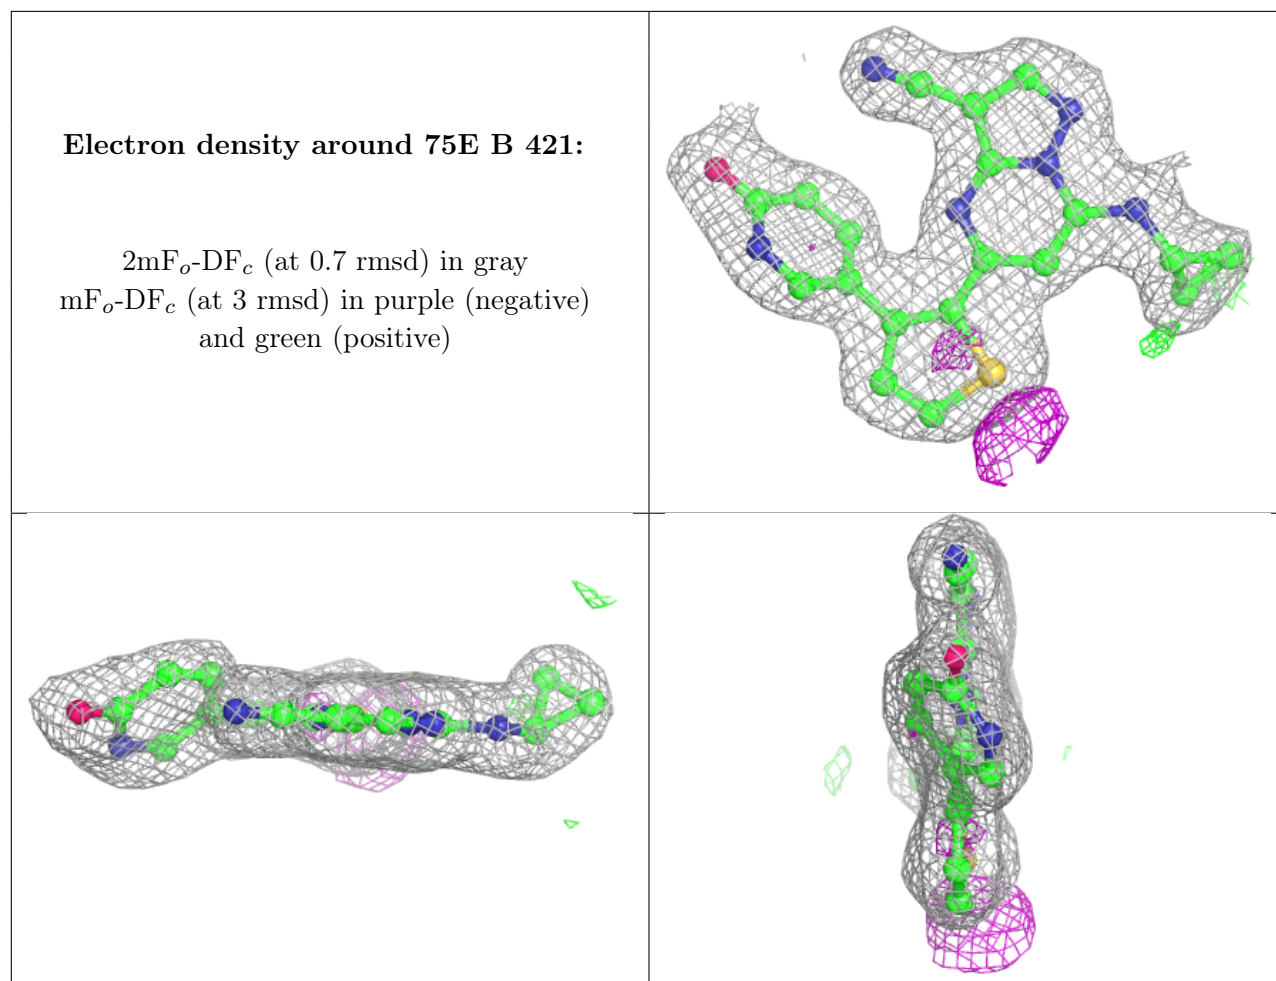 Electron density around 75E B 421:
2mFo-DFc (at 0.7 rmsd) in gray
mFo-DFc (at 3 rmsd) in purple (negative)
and green (positive)